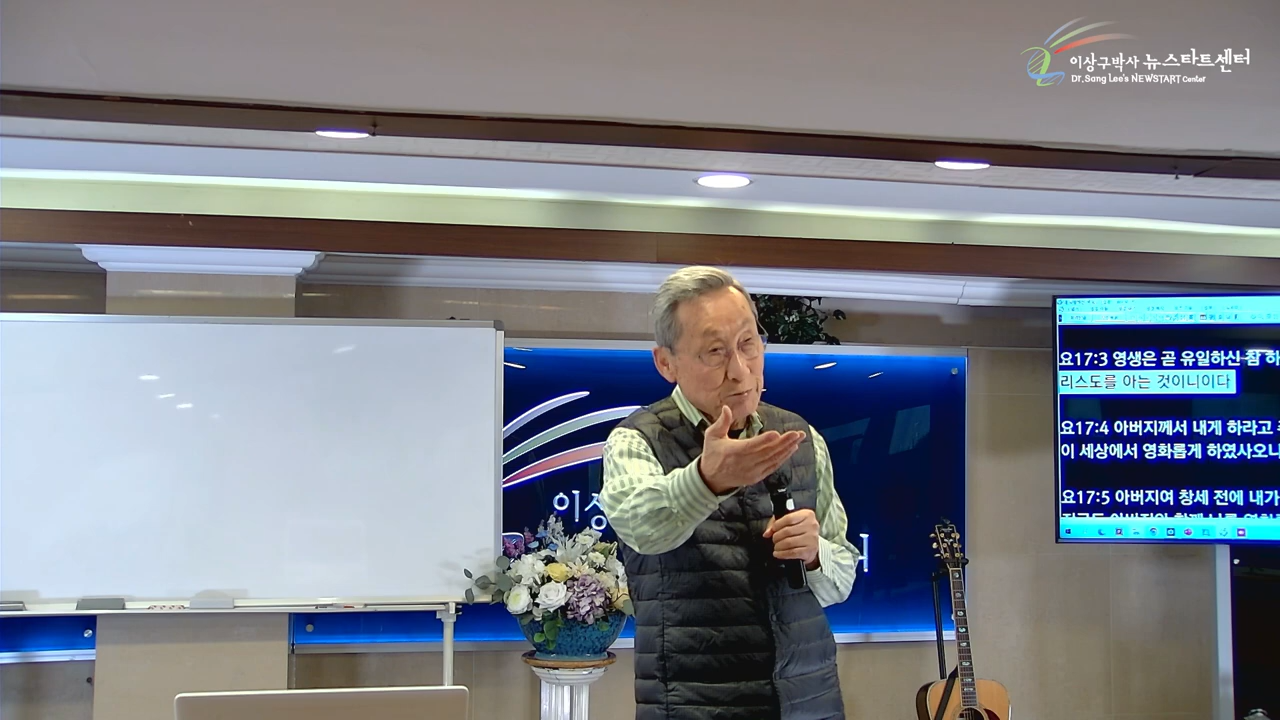 이상구박사 뉴스타트센터
Dr. Sang Lee's NEWSTART Center
요17:3 영생은 곧 유일하신 참 하
리스도를 아는 것이니이다
요17:4 아버지께서 내게 하라고
이 세상에서 영화롭게 하였사오니
요17:5 아버지여 창세 전에 내가
이상